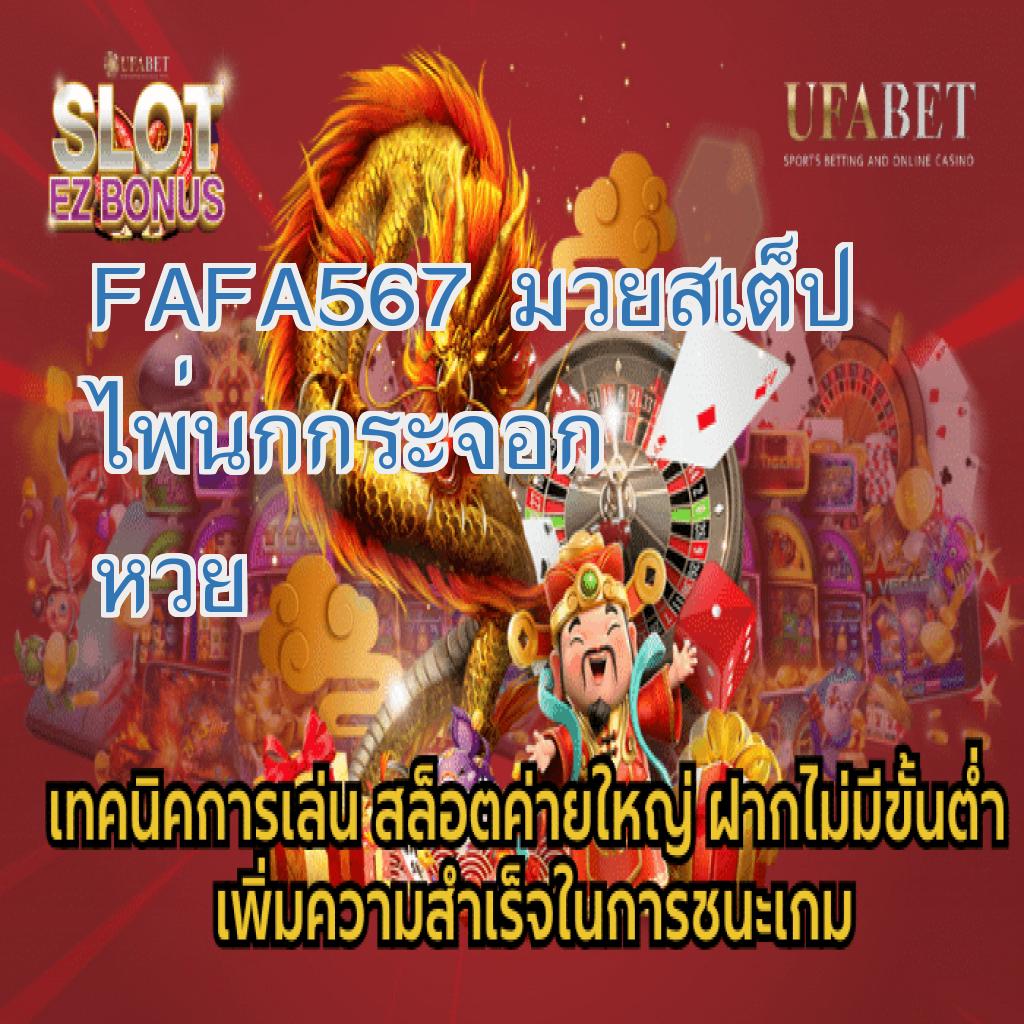 UFABET
SLOT
EZ BONUS
UFABET
SPORTS BETTING AND ONLINE CASINO
FAFA567 มวยสเต็ป
ไพ่นกกระจอก
หวย
เทคนิคการเล่น สล็อตค่ายใหญ่ ฝากไม่มีขั้นต่ำ
เพิ่มความสำเร็จในการชนะเกม